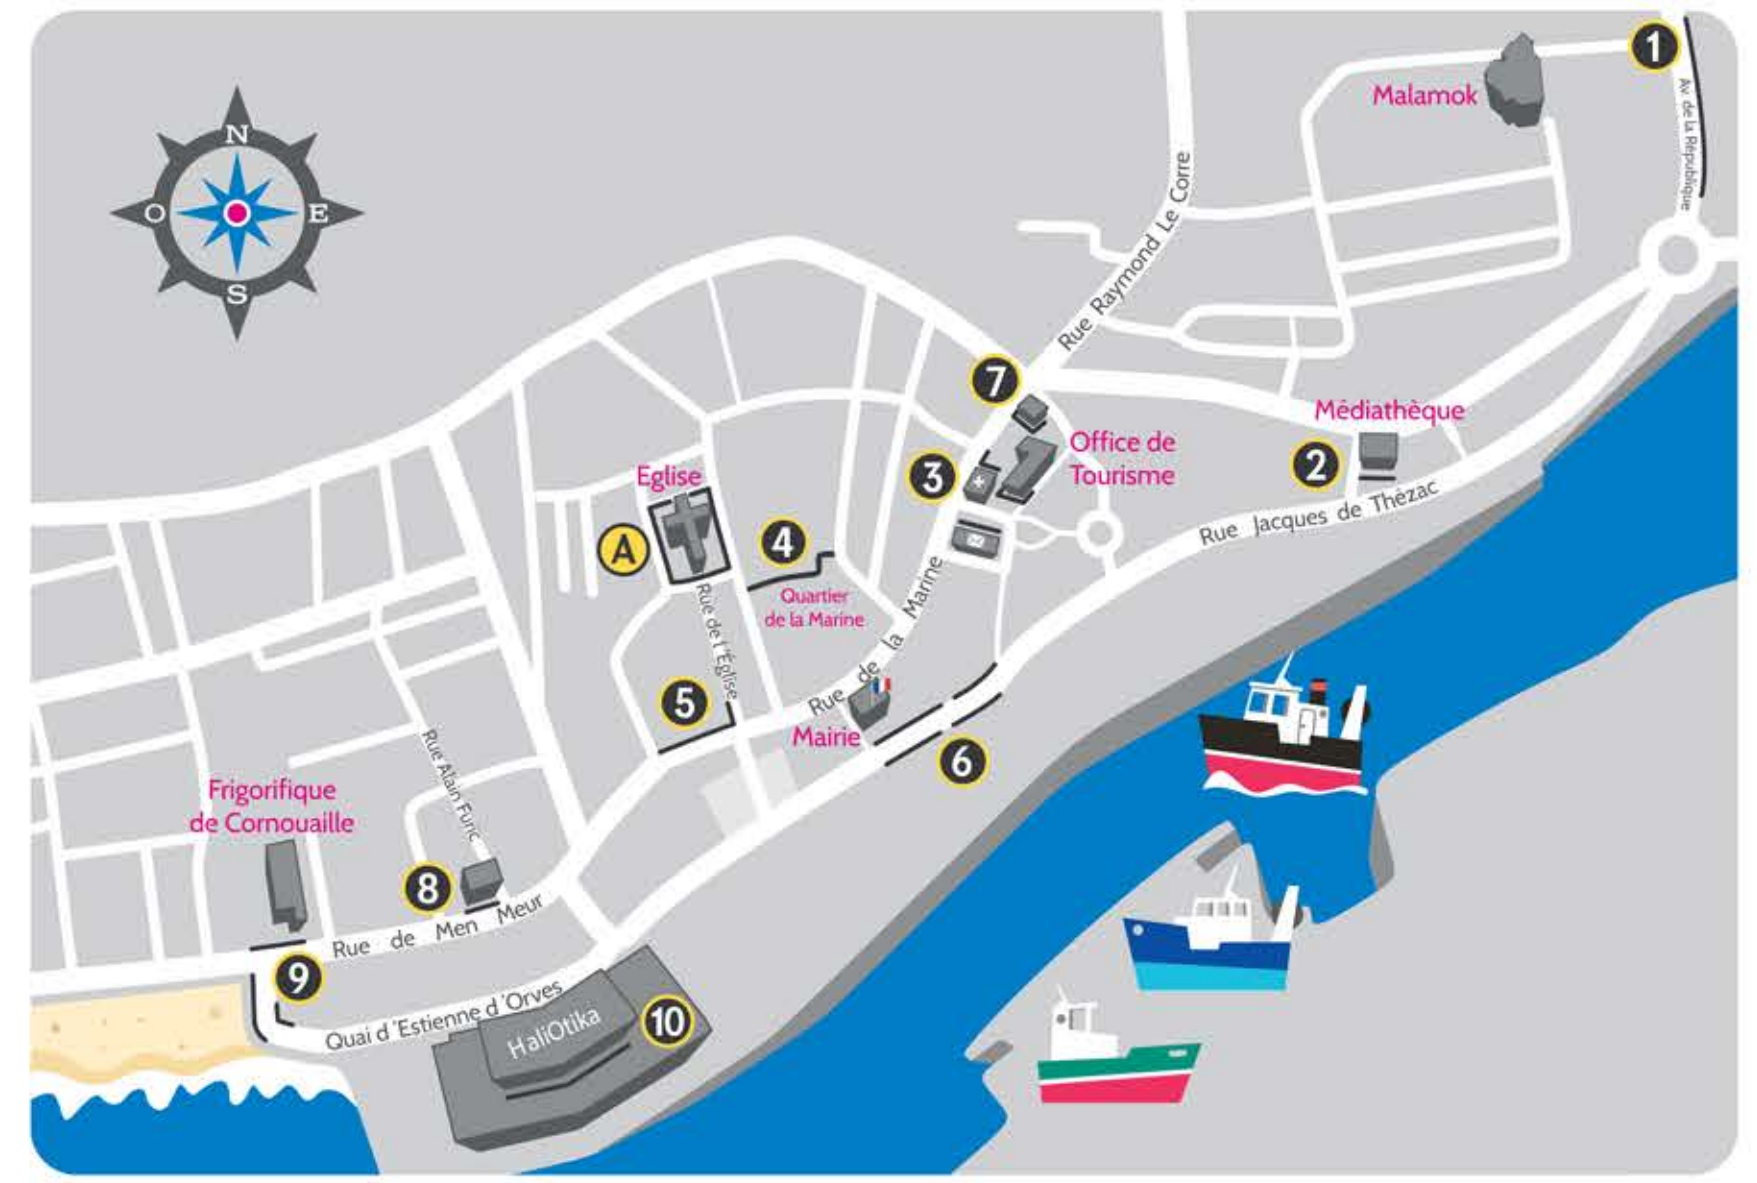 1
Malamok
Av. de la République
N
O
E
S
Rue Raymond Le Corre
7
Médiathèque
Office de
Tourisme
2
3
Eglise
Rue Jacques de Thézac
A
4
Quartier
de la Marine
Rue de la Marine
Rue de l'Église
5
Mairie
6
Rue Alain Furic
Frigorifique
de Cornouaille
8
Rue de Men Meur
9
Quai d'Estienne d'Orves
HaliOtika
10